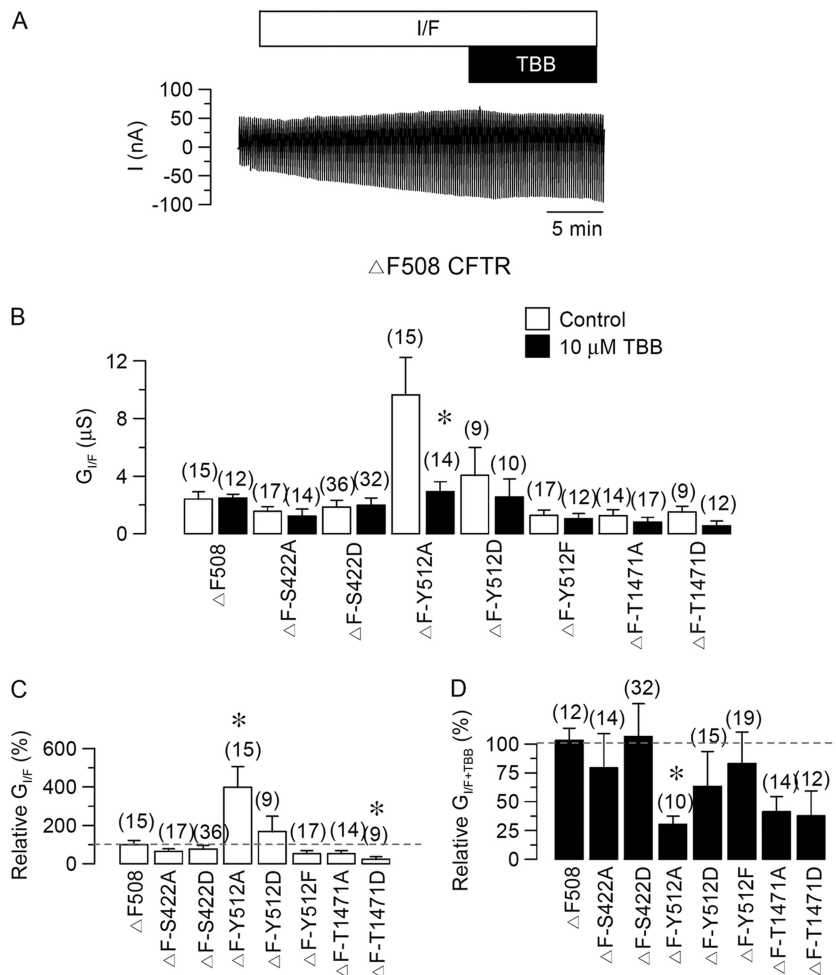 A
I/F
TBB
I (nA)
100
50
0
-50
-100
5 min
△F508 CFTR
B
Control
10 μM TBB
G_I/F (μS)
12
8
4
0
(15) (12) (17) (14) (36) (32) (15) * (14) (9) (10) (17) (12) (14) (17) (9) (12)
△F508
△F-S422A
△F-S422D
△F-Y512A
△F-Y512D
△F-Y512F
△F-T1471A
△F-T1471D
C
Relative G_I/F (%)
600
400
200
0
(15) (17) (36) * (15) (9) (17) (14) * (9)
△F508
△F-S422A
△F-S422D
△F-Y512A
△F-Y512D
△F-Y512F
△F-T1471A
△F-T1471D
D
Relative G_I/F+TBB (%)
100
75
50
25
0
(12) (14) (32) * (10) (15) (19) (14) (12)
△F508
△F-S422A
△F-S422D
△F-Y512A
△F-Y512D
△F-Y512F
△F-T1471A
△F-T1471D